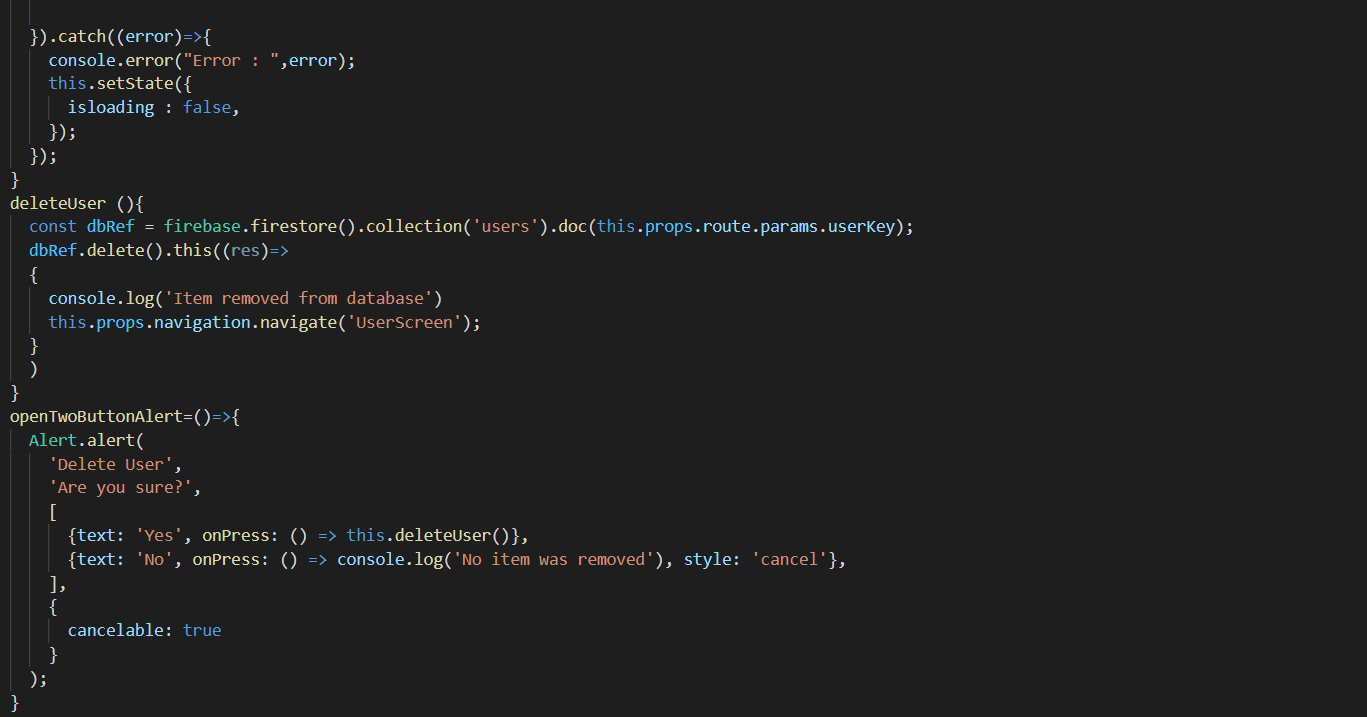 }).catch((error)=>{
console.error("Error : ",error);
this.setState({
isloading : false,
});
});
}
deleteUser (){
const dbRef = firebase.firestore().collection('users').doc(this.props.route.params.userKey);
dbRef.delete().this((res)=>
{
console.log('Item removed from database')
this.props.navigation.navigate('UserScreen');
}
)
}
openTwoButtonAlert=()=>{
Alert.alert(
'Delete User',
'Are you sure?',
[
{text: 'Yes', onPress: () => this.deleteUser()},
{text: 'No', onPress: () => console.log('No item was removed'), style: 'cancel'},
],
{
cancelable: true
}
);
}